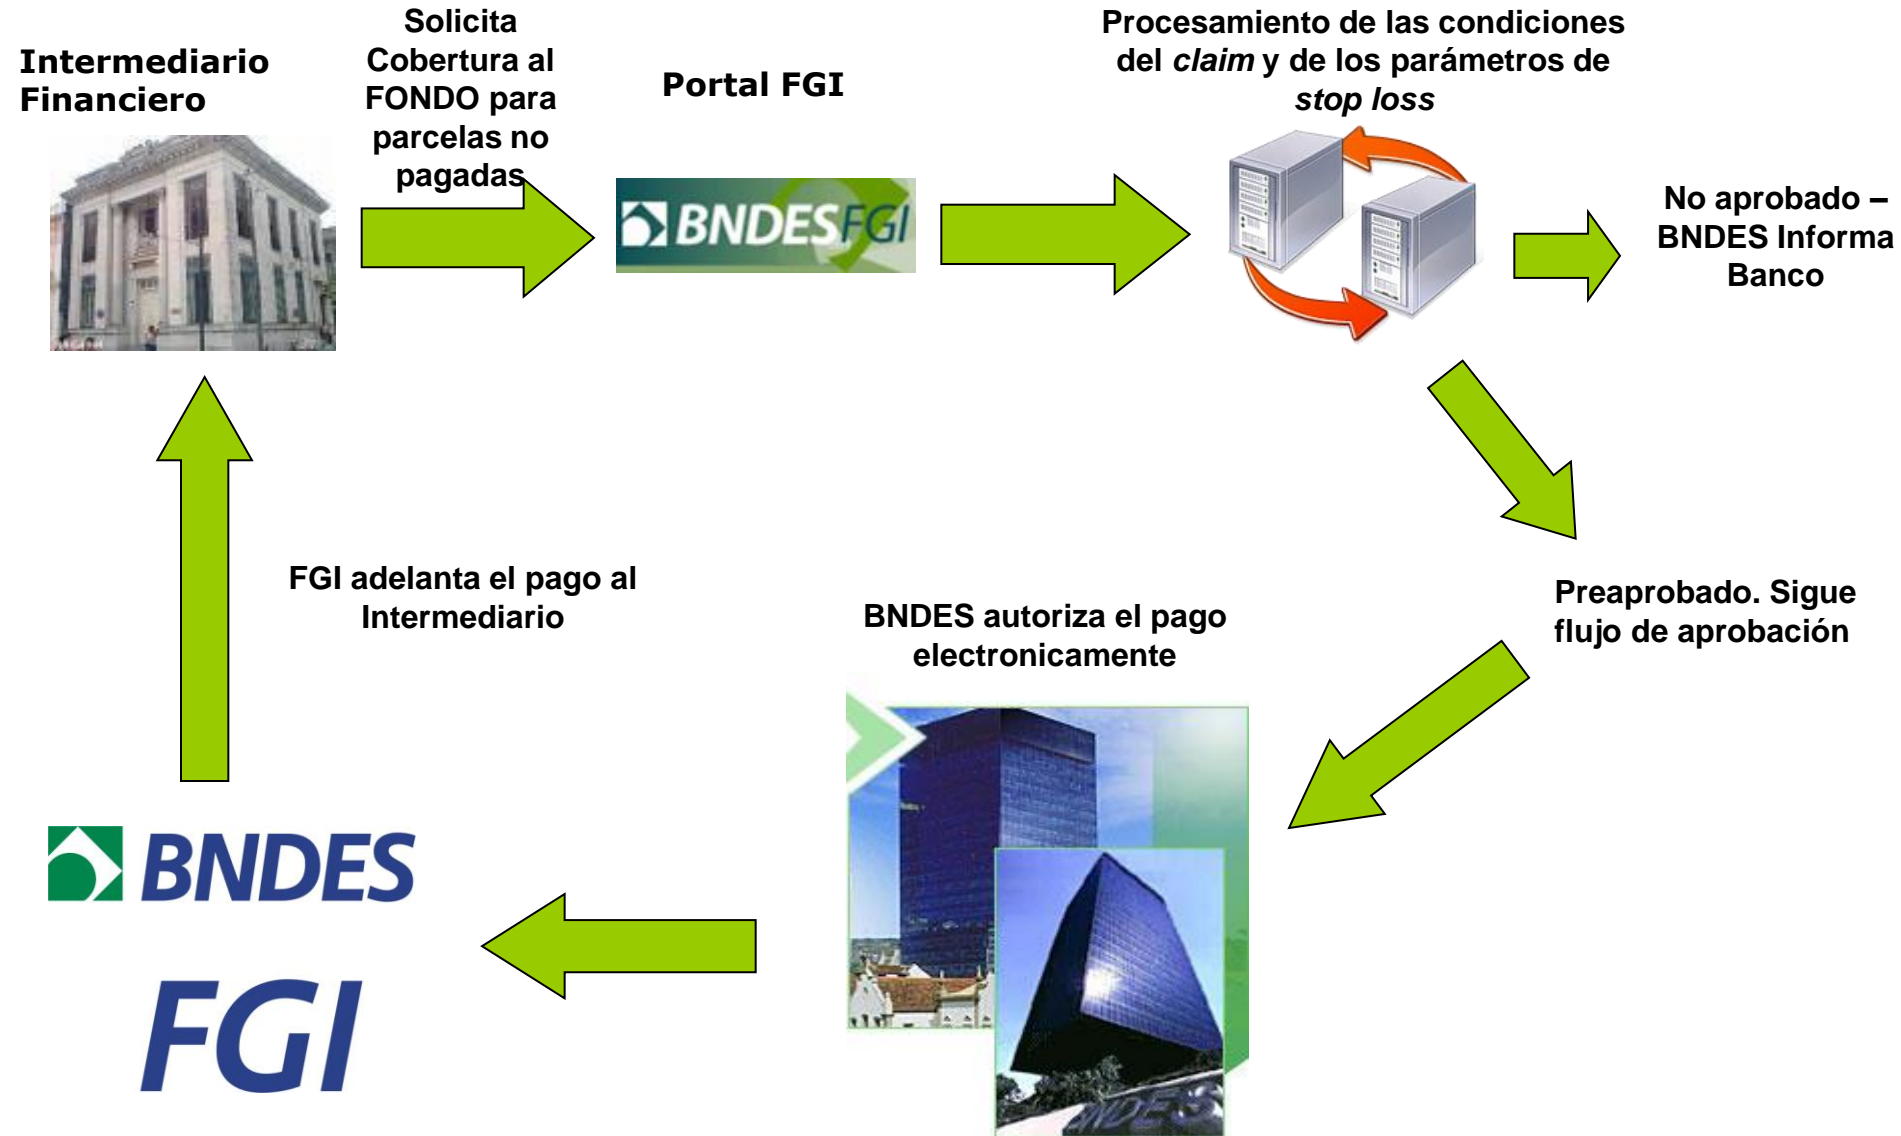 Intermediario
Financiero
Solicita
Cobertura al
FONDO para
parcelas no
pagadas
Portal FGI
BNDESFGI
Procesamiento de las condiciones
del claim y de los parámetros de
stop loss
No aprobado –
BNDES Informa
Banco
Preaprobado. Sigue
flujo de aprobación
BNDES autoriza el pago
electronicamente
BNDES
FGI adelanta el pago al
Intermediario
BNDES
FGI